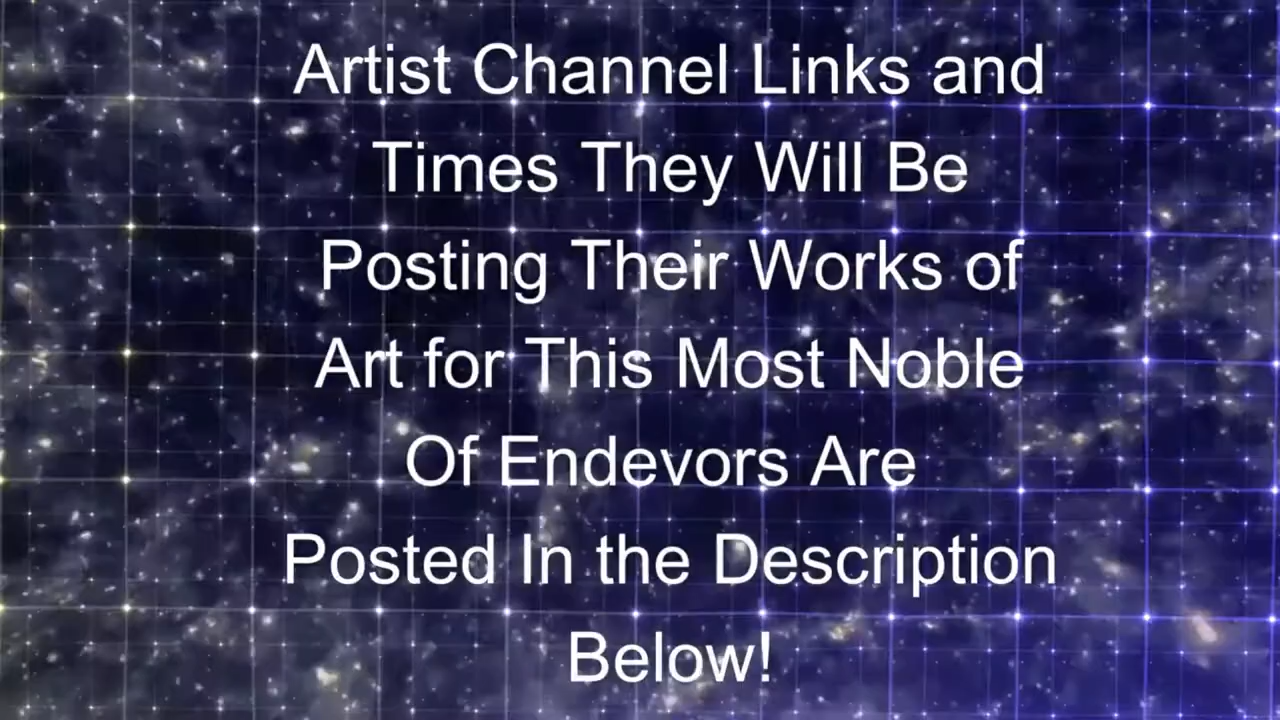 Artist Channel Links and
Times They Will Be
Posting Their Works of
Art for This Most Noble
Of Endevors Are
Posted In the Description
Below!